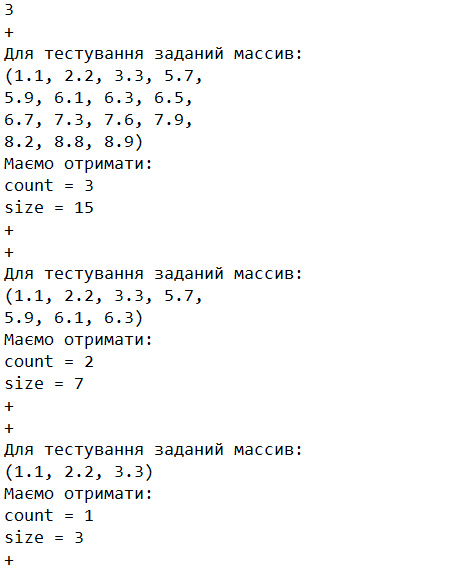 3
+
Для тестування заданий массив:
(1.1, 2.2, 3.3, 5.7,
5.9, 6.1, 6.3, 6.5,
6.7, 7.3, 7.6, 7.9,
8.2, 8.8, 8.9)
Маємо отримати:
count = 3
size = 15
+
+
Для тестування заданий массив:
(1.1, 2.2, 3.3, 5.7,
5.9, 6.1, 6.3)
Маємо отримати:
count = 2
size = 7
+
+
Для тестування заданий массив:
(1.1, 2.2, 3.3)
Маємо отримати:
count = 1
size = 3
+